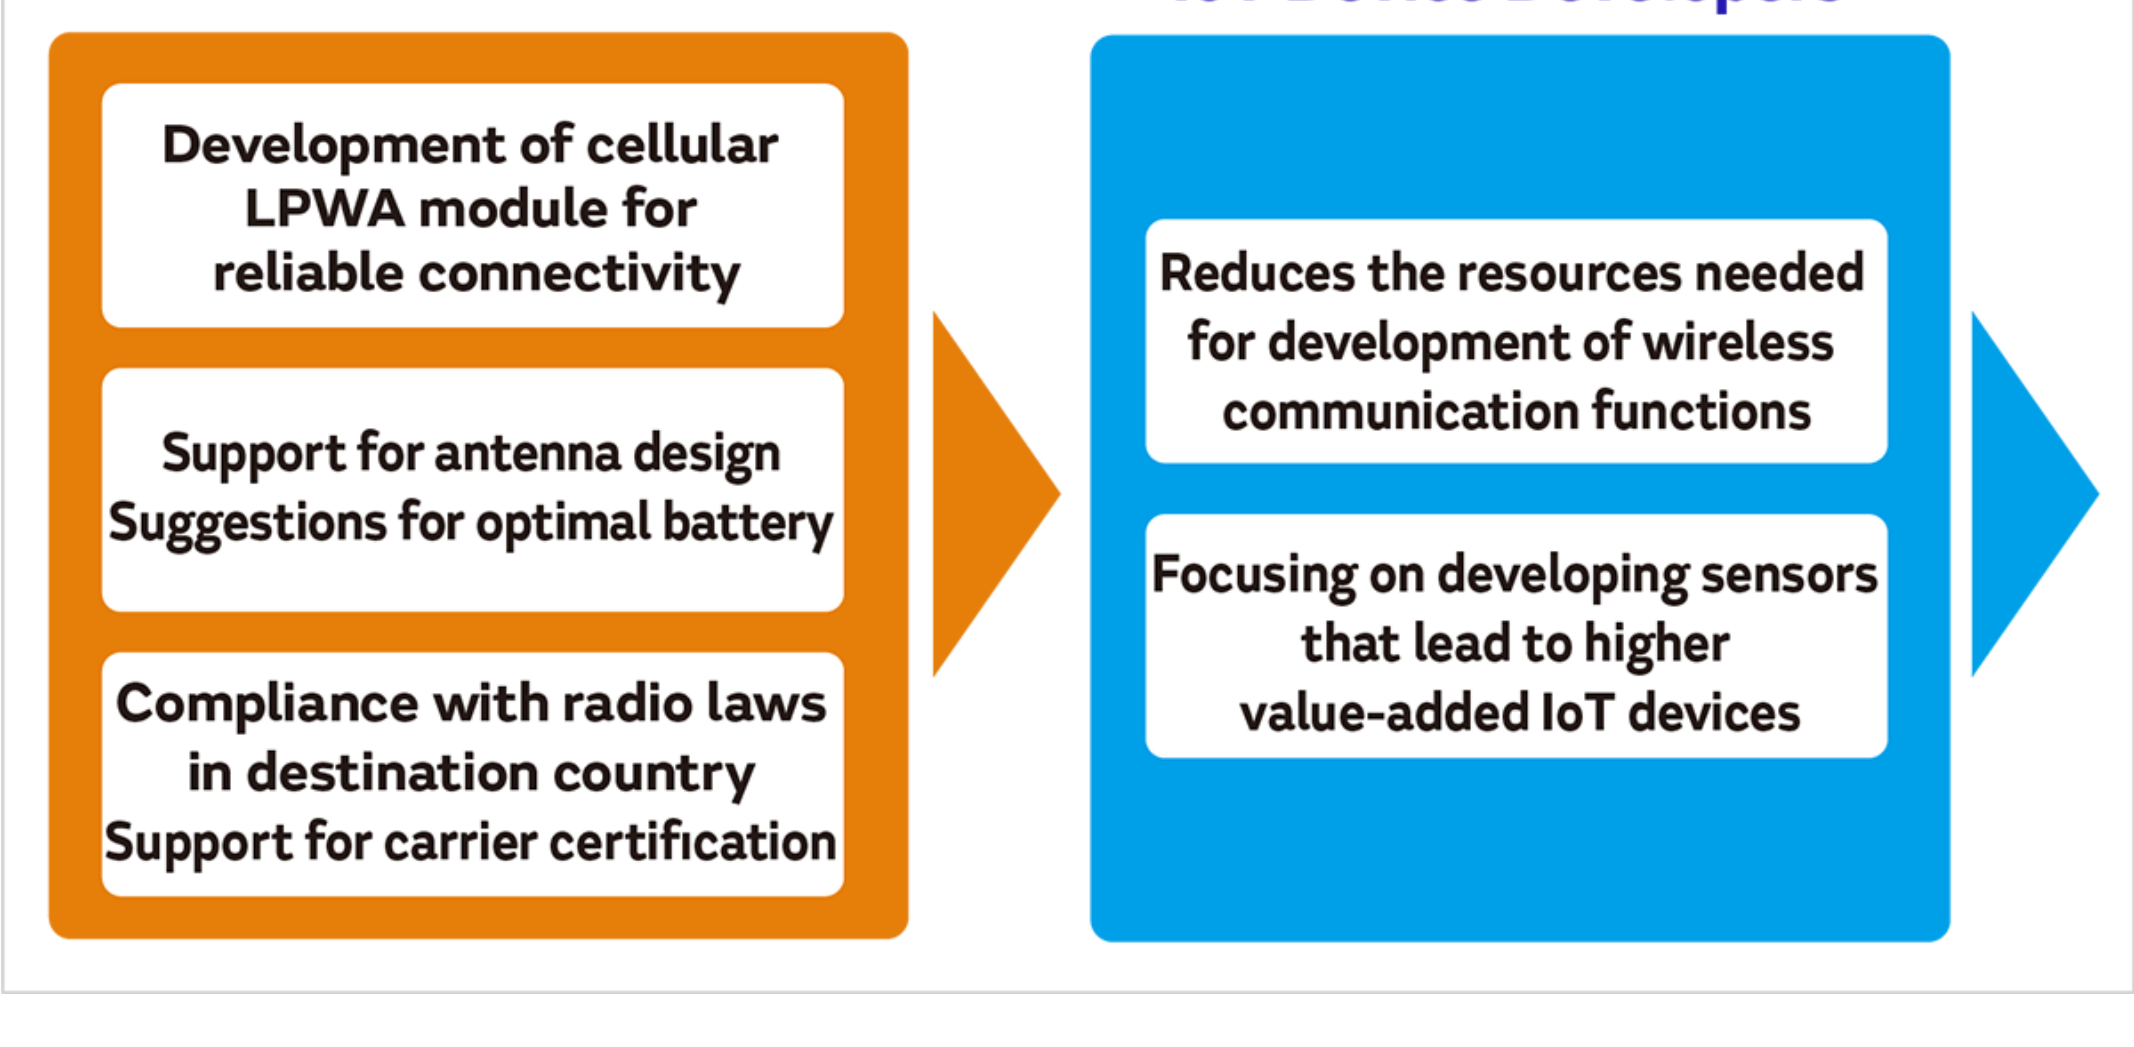 Development of cellular
LPWA module for
reliable connectivity
Support for antenna design
Suggestions for optimal battery
Compliance with radio laws
in destination country
Support for carrier certification
Reduces the resources needed
for development of wireless
communication functions
Focusing on developing sensors
that lead to higher
value-added IoT devices